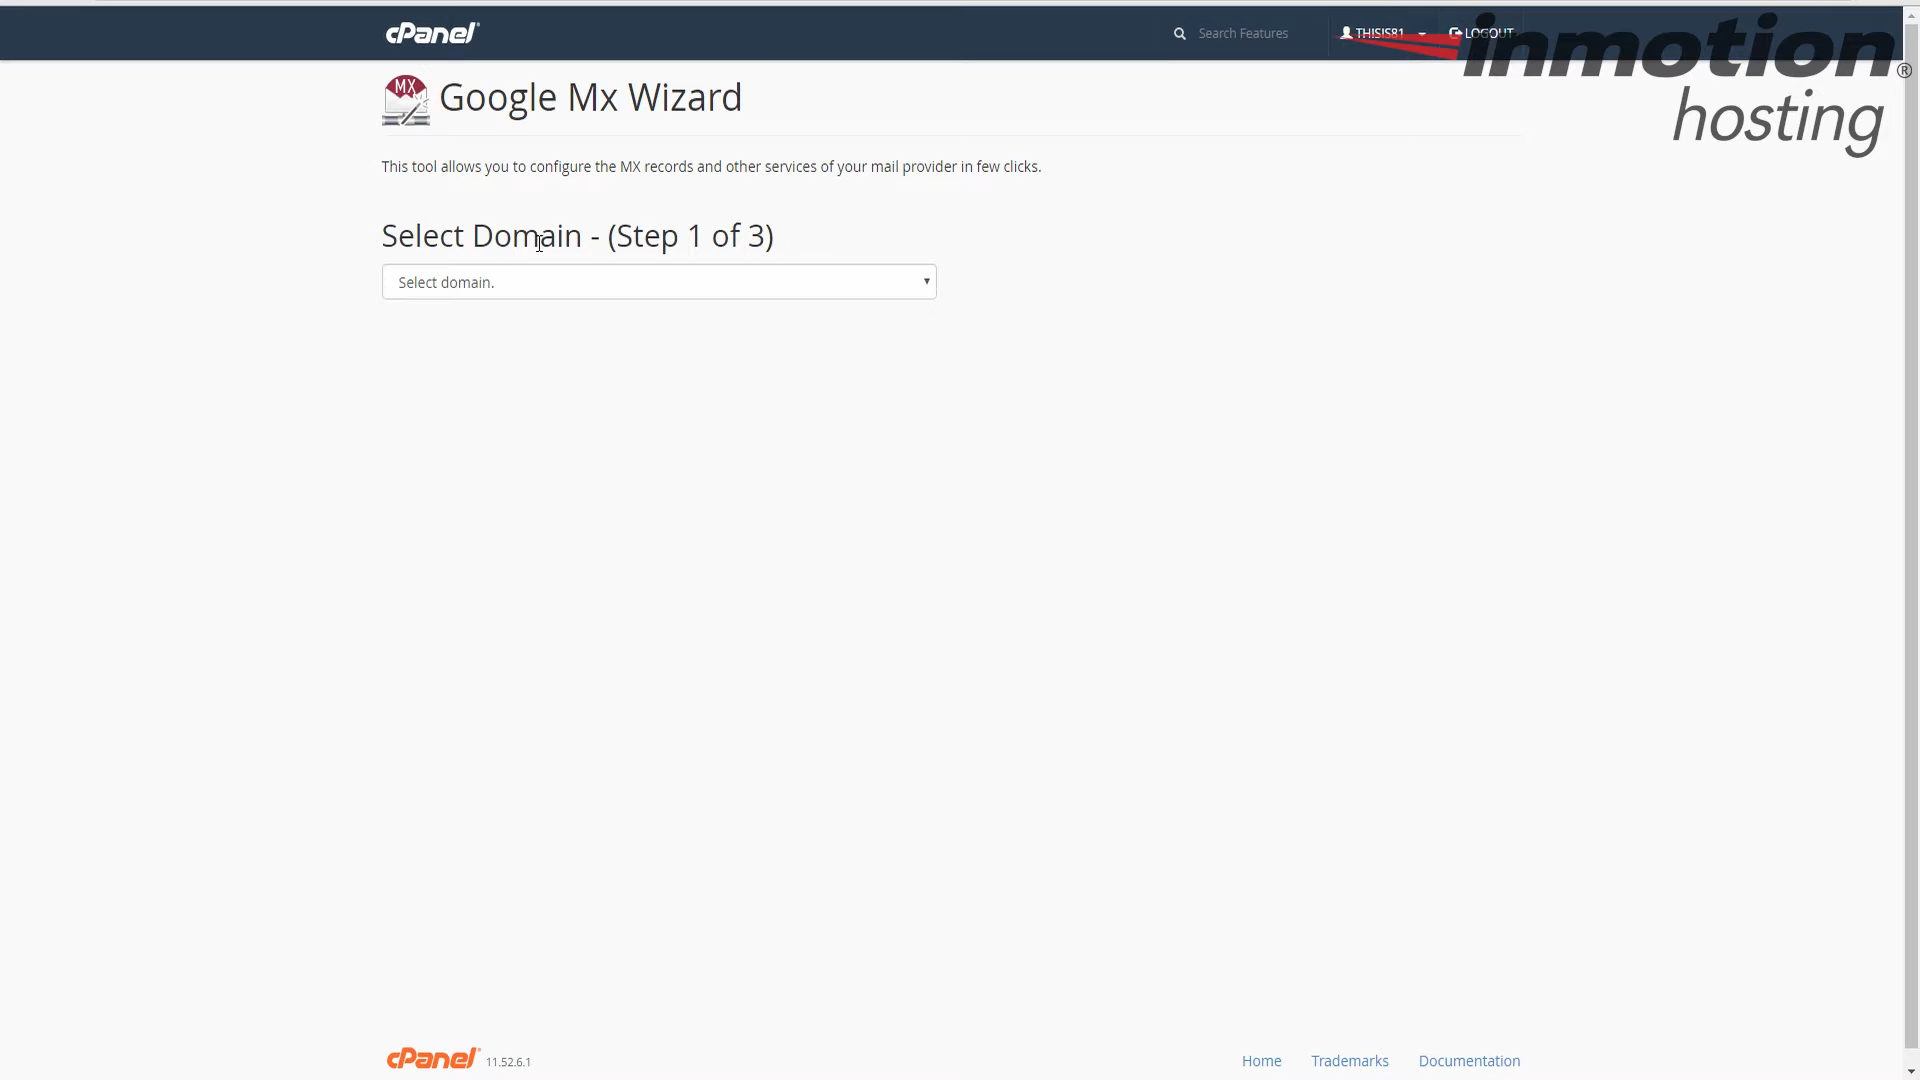 cPanel
Search Features
THISIS81
LOGOUT
inmotion®
hosting
MX
Google Mx Wizard
This tool allows you to configure the MX records and other services of your mail provider in few clicks.
Select Domain - (Step 1 of 3)
Select domain.
cPanel 11.52.6.1
Home
Trademarks
Documentation